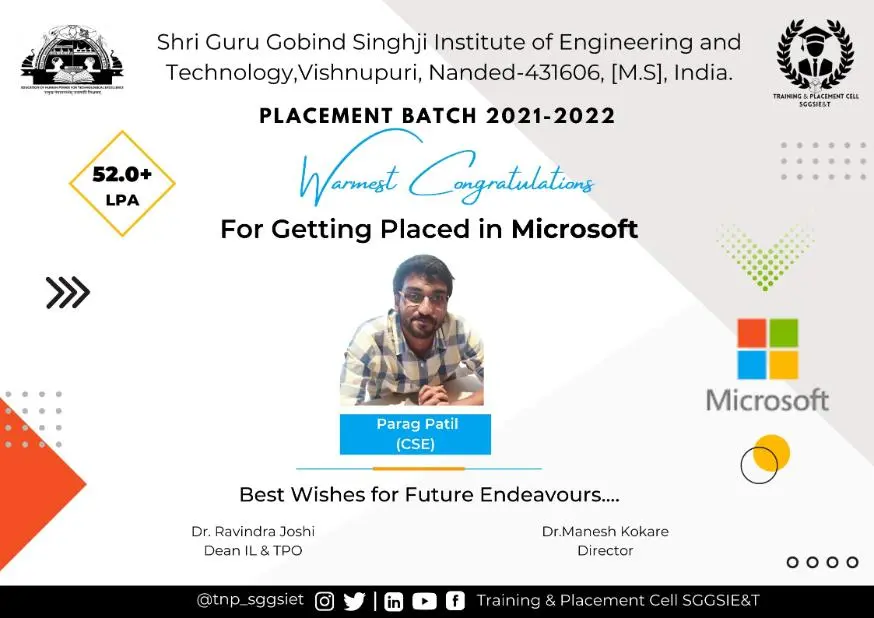 Shri Guru Gobind Singhji Institute of Engineering and
Technology,Vishnupuri, Nanded-431606, [M.S], India.
TRAINING & PLACEMENT CELL
SGGSIE&T
PLACEMENT BATCH 2021-2022
52.0+
LPA
Warmest Congratulations
For Getting Placed in Microsoft
Microsoft
Parag Patil
(CSE)
Best Wishes for Future Endeavours....
Dr. Ravindra Joshi
Dean IL & TPO
Dr.Manesh Kokare
Director
@tnp_sggsiet | Training & Placement Cell SGGSIE&T